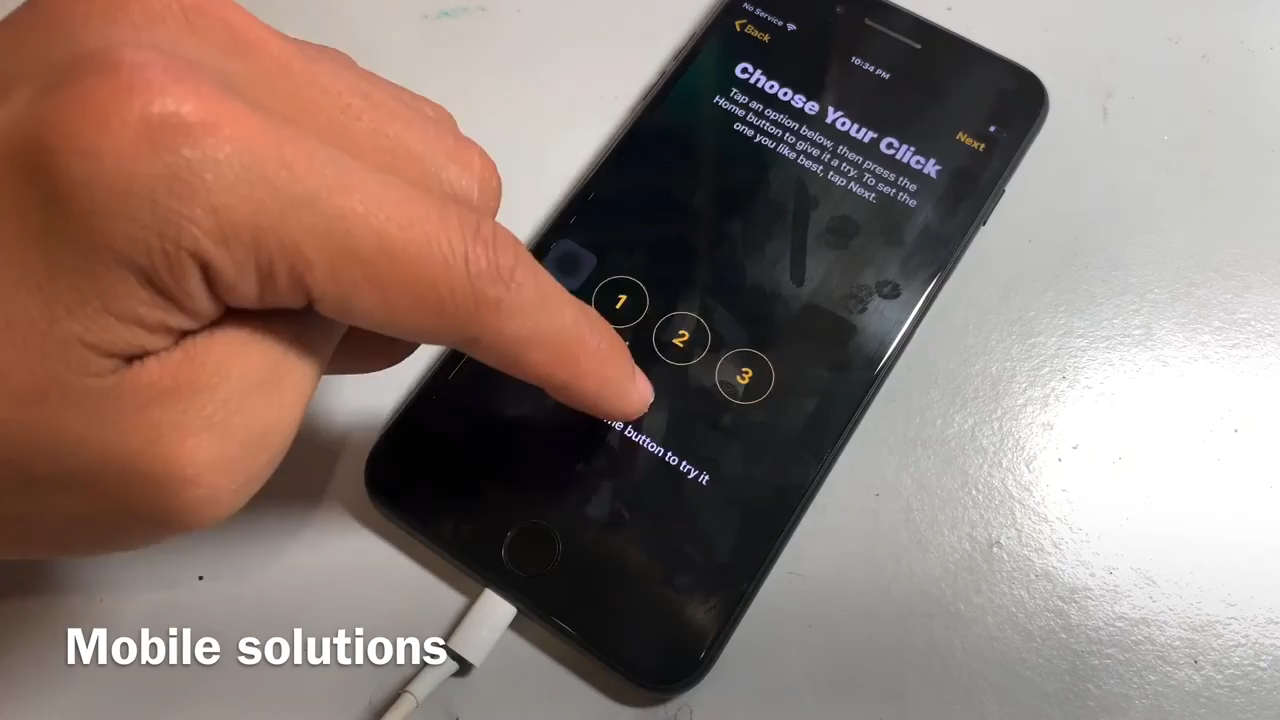 No Service
Back
10:34 PM
Choose Your Click
Next
Tap an option below, then press the
Home button to give it a try. To set the
one you like best, tap Next.
1
2
3
button to try it
Mobile solutions